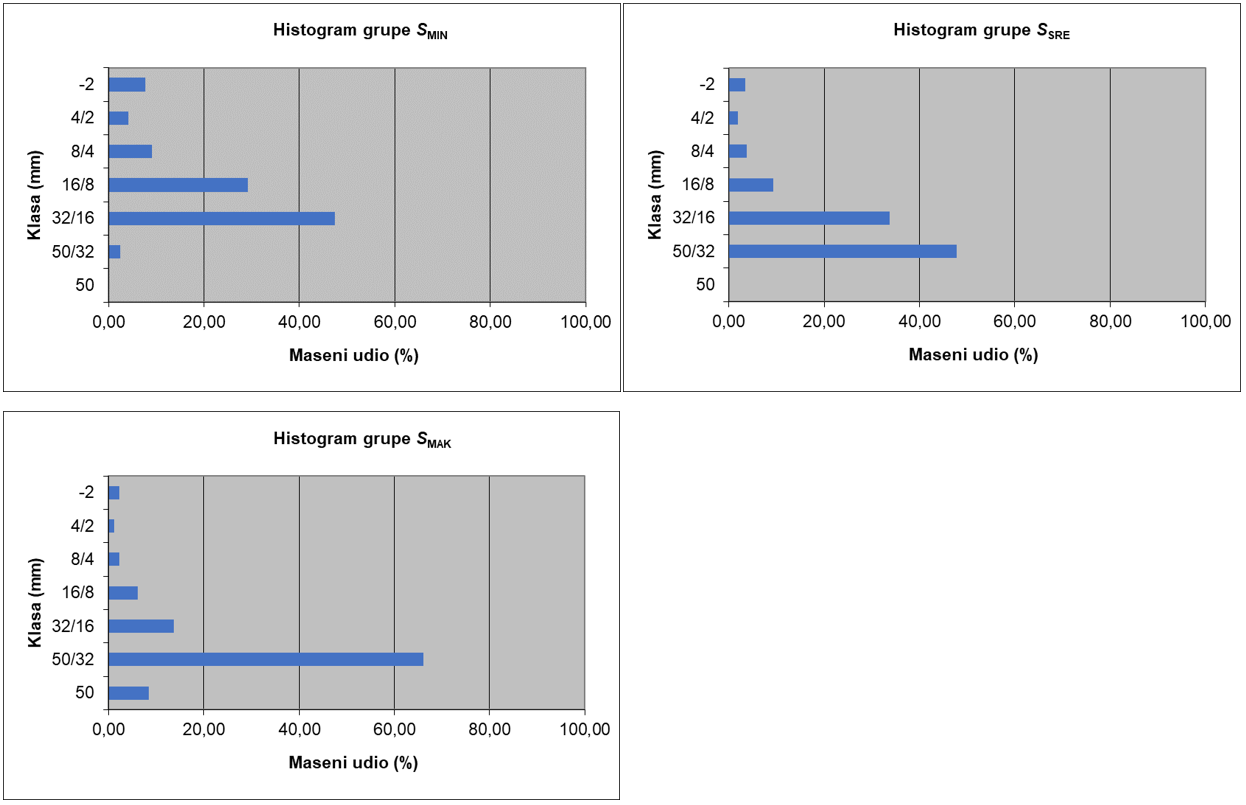 Histogram grupe SMIN
Klasa (mm)
-2
4/2
8/4
16/8
32/16
50/32
50
0,00 20,00 40,00 60,00 80,00 100,00
Maseni udio (%)
Histogram grupe SSRE
Klasa (mm)
-2
4/2
8/4
16/8
32/16
50/32
50
0,00 20,00 40,00 60,00 80,00 100,00
Maseni udio (%)
Histogram grupe SMAK
Klasa (mm)
-2
4/2
8/4
16/8
32/16
50/32
50
0,00 20,00 40,00 60,00 80,00 100,00
Maseni udio (%)